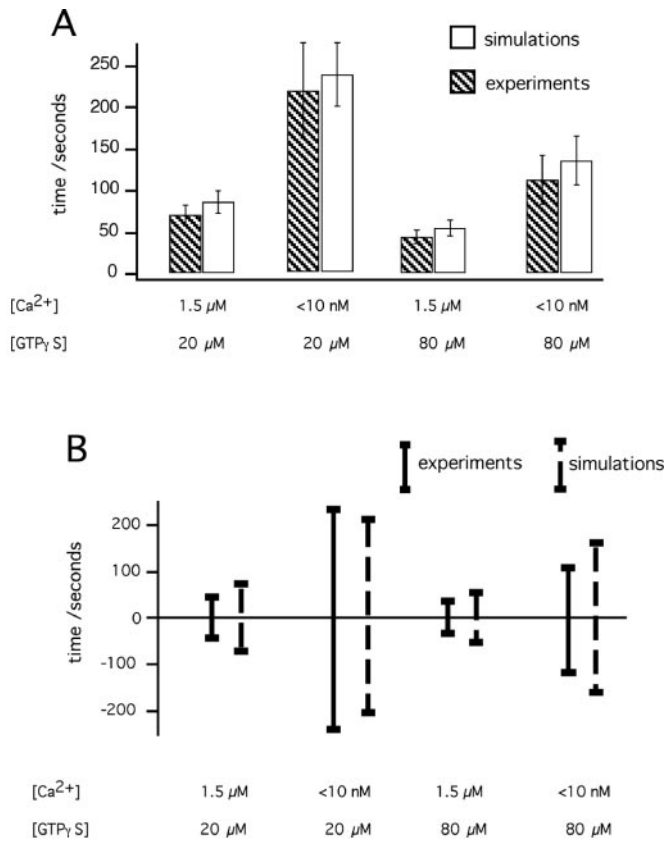 A
simulations
experiments
time /seconds
250
200
150
100
50
0
[Ca2+] 1.5 µM <10 nM 1.5 µM <10 nM
[GTPγ S] 20 µM 20 µM 80 µM 80 µM
B
experiments simulations
time /seconds
200
100
0
-100
-200
[Ca2+] 1.5 µM <10 nM 1.5 µM <10 nM
[GTPγ S] 20 µM 20 µM 80 µM 80 µM